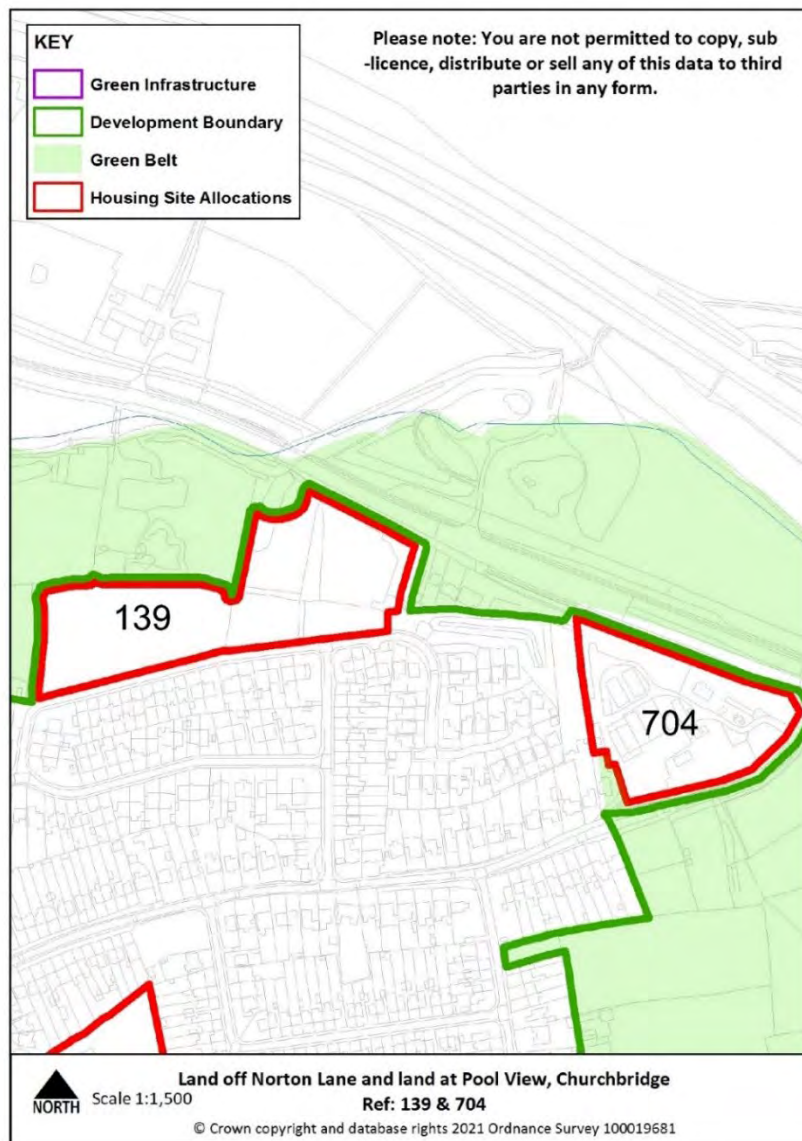 KEY
Green Infrastructure
Development Boundary
Green Belt
Housing Site Allocations
Please note: You are not permitted to copy, sub
-licence, distribute or sell any of this data to third
parties in any form.
139
704
NORTH
Scale 1:1,500
Land off Norton Lane and land at Pool View, Churchbridge
Ref: 139 & 704
© Crown copyright and database rights 2021 Ordnance Survey 100019681